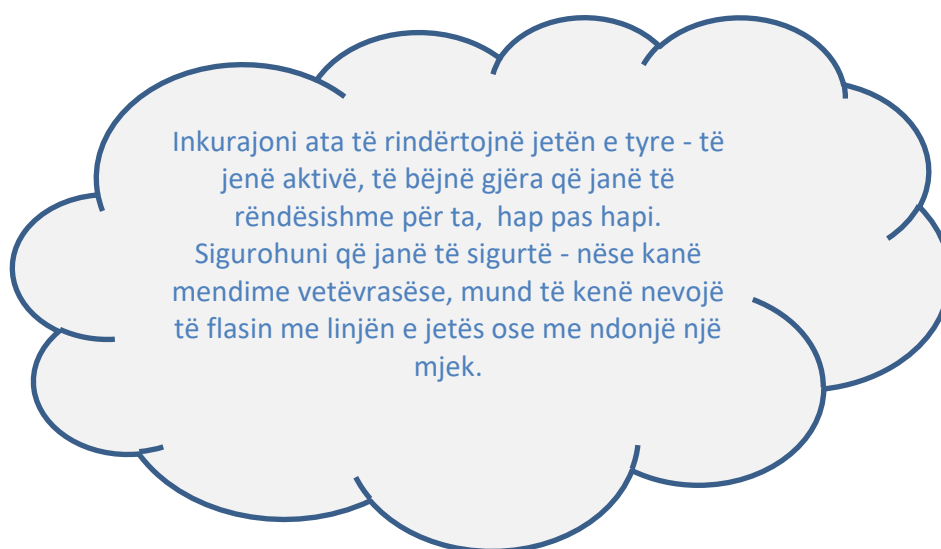 Inkurajoni ata të rindërtojnë jetën e tyre - të
jenë aktivë, të bëjnë gjëra që janë të
rëndësishme për ta, hap pas hapi.
Sigurohuni që janë të sigurtë - nëse kanë
mendime vetëvrasëse, mund të kenë nevojë
të flasin me linjën e jetës ose me ndonjë një
mjek.